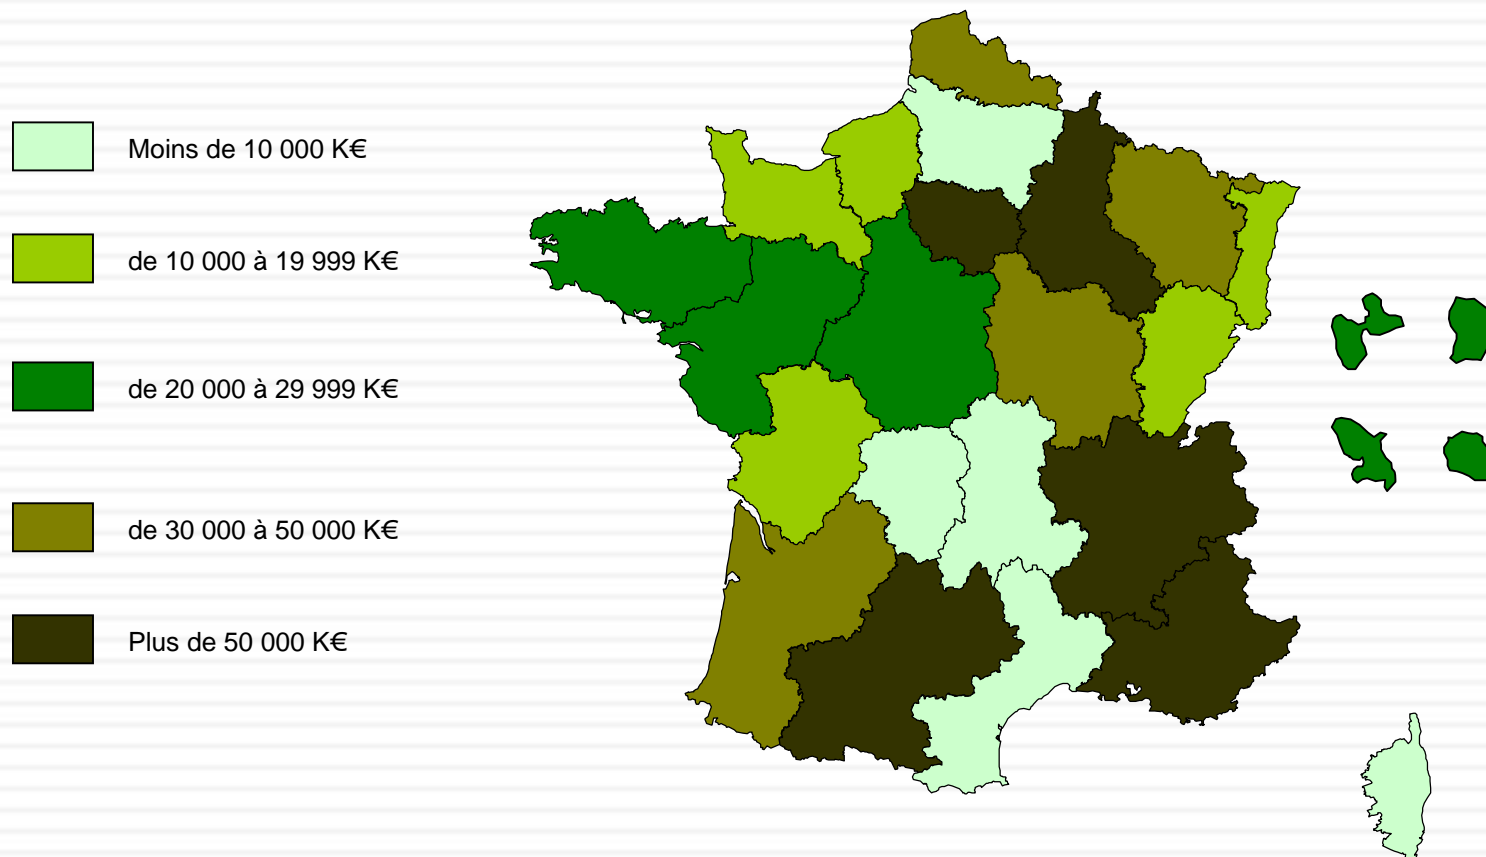 Moins de 10 000 K€
de 10 000 à 19 999 K€
de 20 000 à 29 999 K€
de 30 000 à 50 000 K€
Plus de 50 000 K€